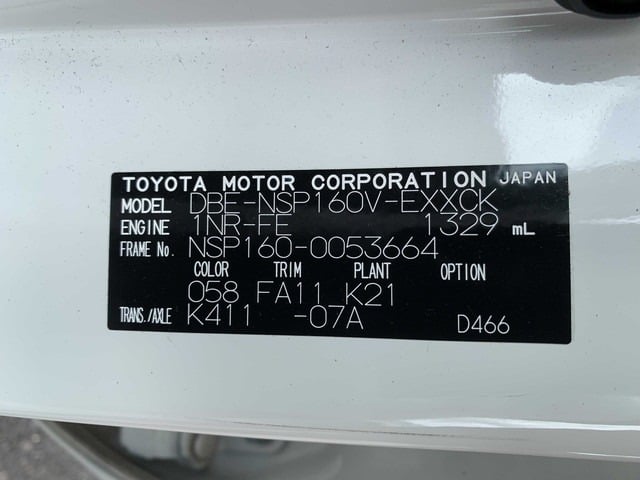 TOYOTA MOTOR CORPORATION JAPAN
MODEL DBE-NSP160V-EXXCK
ENGINE 1NR-FE 1329 mL
FRAME No. NSP160-0053664
COLOR TRIM PLANT OPTION
058 FA11 K21
TRANS./AXLE K411 -07A D466